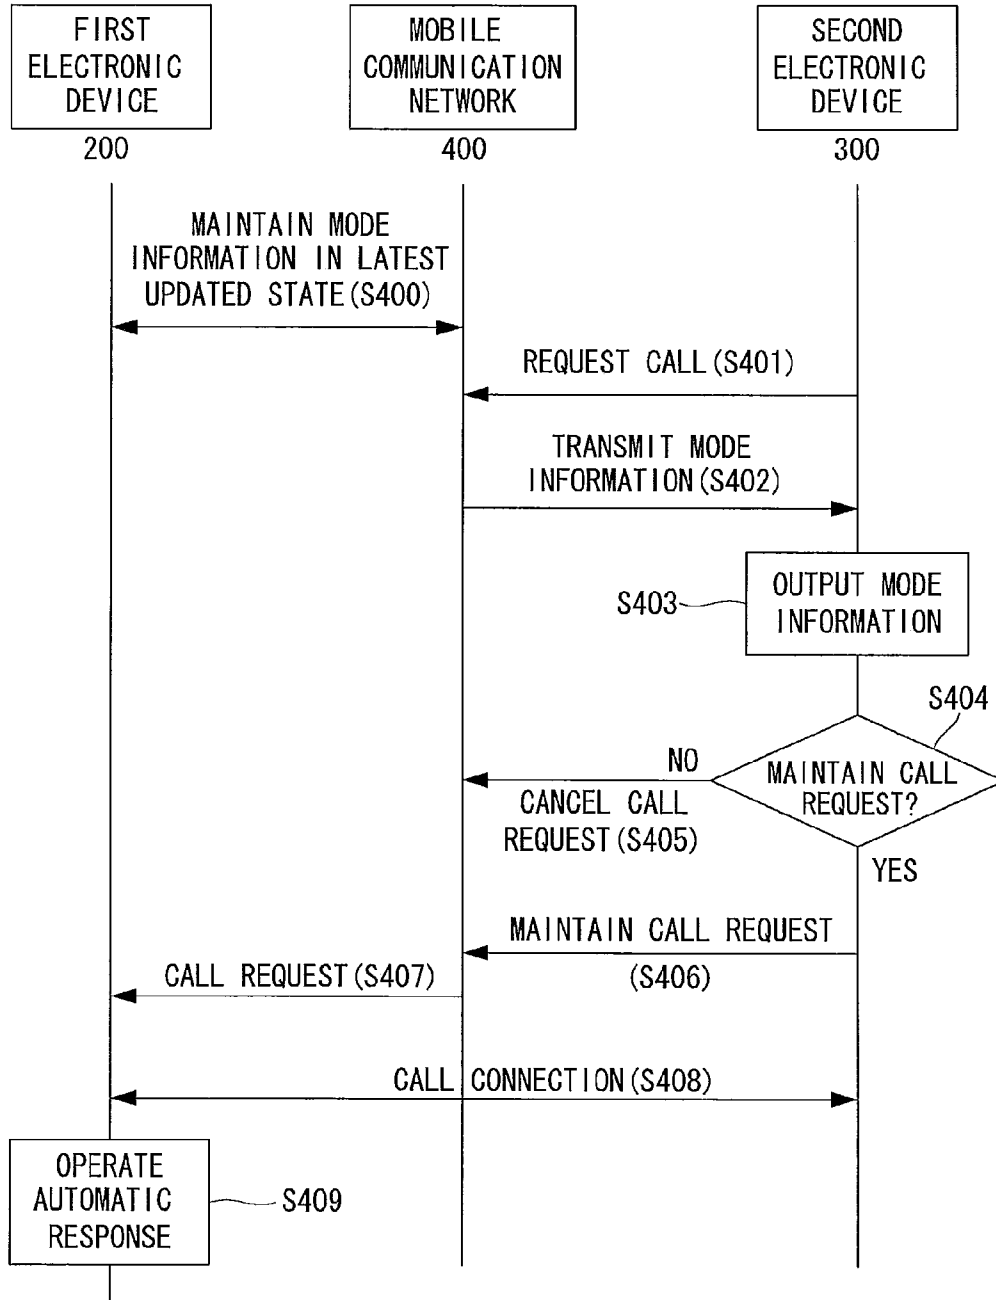 FIRST
ELECTRONIC
DEVICE
200
MOBILE
COMMUNICATION
NETWORK
400
SECOND
ELECTRONIC
DEVICE
300
MAINTAIN MODE
INFORMATION IN LATEST
UPDATED STATE(S400)
REQUEST CALL(S401)
TRANSMIT MODE
INFORMATION(S402)
OUTPUT MODE
INFORMATION
S403
S404
MAINTAIN CALL
REQUEST?
NO
CANCEL CALL
REQUEST(S405)
YES
MAINTAIN CALL REQUEST
(S406)
CALL REQUEST(S407)
CALL CONNECTION(S408)
OPERATE
AUTOMATIC
RESPONSE
S409